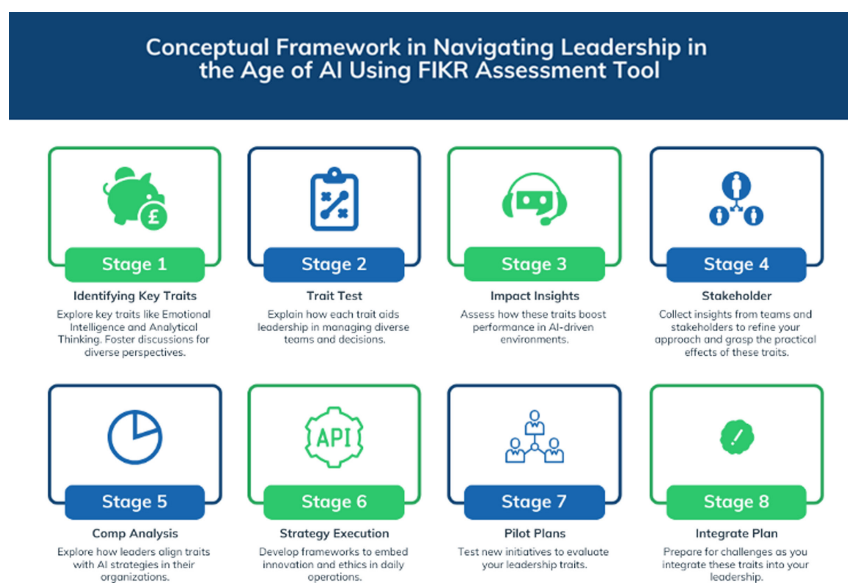 Conceptual Framework in Navigating Leadership in
the Age of AI Using FIKR Assessment Tool
£
Stage 1
Stage 2
Stage 3
Stage 4
Identifying Key Traits
Explore key traits like Emotional
Intelligence and Analytical
Thinking. Foster discussions for
diverse perspectives.
Trait Test
Explain how each trait aids
leadership in managing diverse
teams and decisions.
Impact Insights
Assess how these traits boost
performance in AI-driven
environments.
Stakeholder
Collect insights from teams and
stakeholders to refine your
approach and grasp the practical
effects of these traits.
API
Stage 5
Stage 6
Stage 7
Stage 8
Comp Analysis
Explore how leaders align traits
with AI strategies in their
organizations.
Strategy Execution
Develop frameworks to embed
innovation and ethics in daily
operations.
Pilot Plans
Test new initiatives to evaluate
your leadership traits.
Integrate Plan
Prepare for challenges as you
integrate these traits into your
leadership.